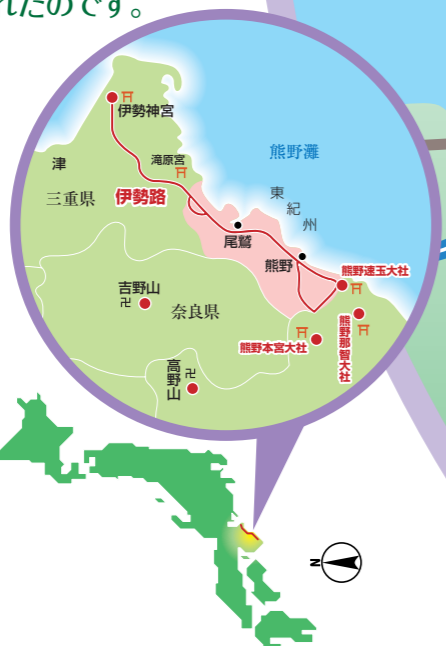 れたのです。
伊勢神宮
津
滝原宮
熊野灘
三重県
伊勢路
東紀州
尾鷲
熊野
熊野速玉大社
吉野山
卍
奈良県
熊野本宮大社
熊野那智大社
高野山
卍
N